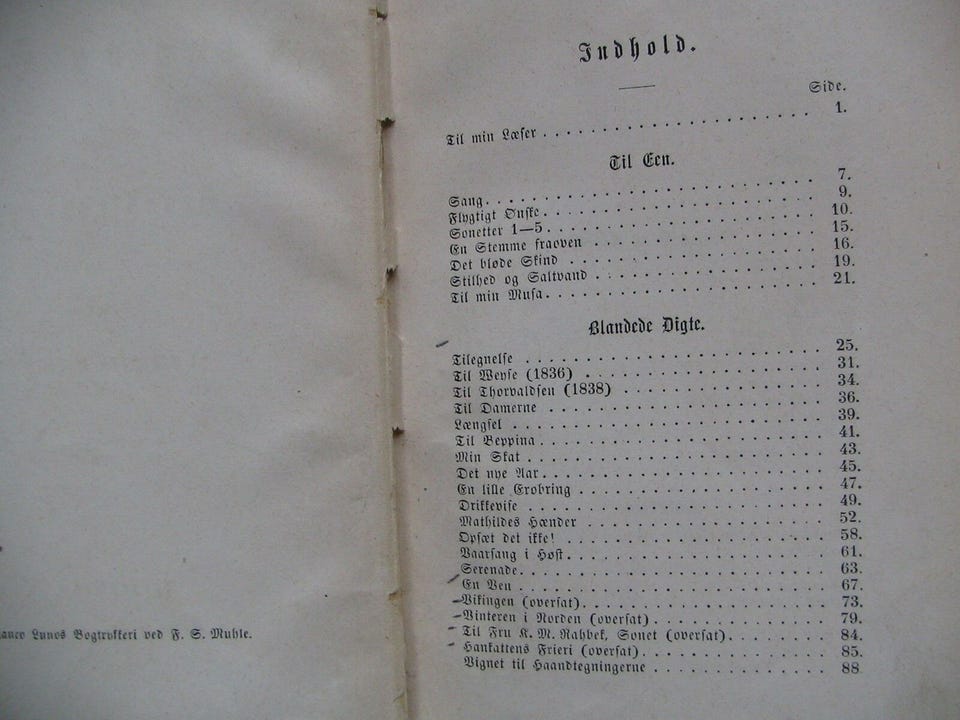 anco Lunos Bogtrykkeri ved F. S. Muhle.
Indhold.
Side.
Til min Læser . . . . . . . . . . . . . . . . . . . . . . . 1.
Til Een.
Sang. . . . . . . . . . . . . . . . . . . . . . . . . . . . 7.
Flygtigt Ønske. . . . . . . . . . . . . . . . . . . . . . . 9.
Sonetter 1—5. . . . . . . . . . . . . . . . . . . . . . . . 10.
En Stemme fraoven . . . . . . . . . . . . . . . . . . . . . 15.
Det bløde Skind . . . . . . . . . . . . . . . . . . . . . . 16.
Stilhed og Saltvand . . . . . . . . . . . . . . . . . . . . 19.
Til min Musa. . . . . . . . . . . . . . . . . . . . . . . . 21.
Blandede Digte.
Tilegnelse . . . . . . . . . . . . . . . . . . . . . . . . 25.
Til Weyse (1836) . . . . . . . . . . . . . . . . . . . . . 31.
Til Thorvaldsen (1838) . . . . . . . . . . . . . . . . . . 34.
Til Damerne . . . . . . . . . . . . . . . . . . . . . . . . 36.
Længsel . . . . . . . . . . . . . . . . . . . . . . . . . . 39.
Til Beppina . . . . . . . . . . . . . . . . . . . . . . . . 41.
Min Skat . . . . . . . . . . . . . . . . . . . . . . . . . 43.
Det nye Aar. . . . . . . . . . . . . . . . . . . . . . . . 45.
En lille Erobring . . . . . . . . . . . . . . . . . . . . . 47.
Drikkevise . . . . . . . . . . . . . . . . . . . . . . . . 49.
Mathildes Hænder . . . . . . . . . . . . . . . . . . . . . 52.
Opsæt det ikke! . . . . . . . . . . . . . . . . . . . . . . 58.
Vaarsang i Høst. . . . . . . . . . . . . . . . . . . . . . 61.
Serenade. . . . . . . . . . . . . . . . . . . . . . . . . . 63.
En Ven . . . . . . . . . . . . . . . . . . . . . . . . . . 67.
Vikingen (oversat). . . . . . . . . . . . . . . . . . . . . 73.
Vinteren i Norden (oversat) . . . . . . . . . . . . . . . . 79.
Til Fru K. M. Rahbek, Sonet (oversat). . . . . . . . . . . 84.
Hankattens Frieri (oversat) . . . . . . . . . . . . . . . . 85.
Vignet til Haandtegningerne . . . . . . . . . . . . . . . . 88.